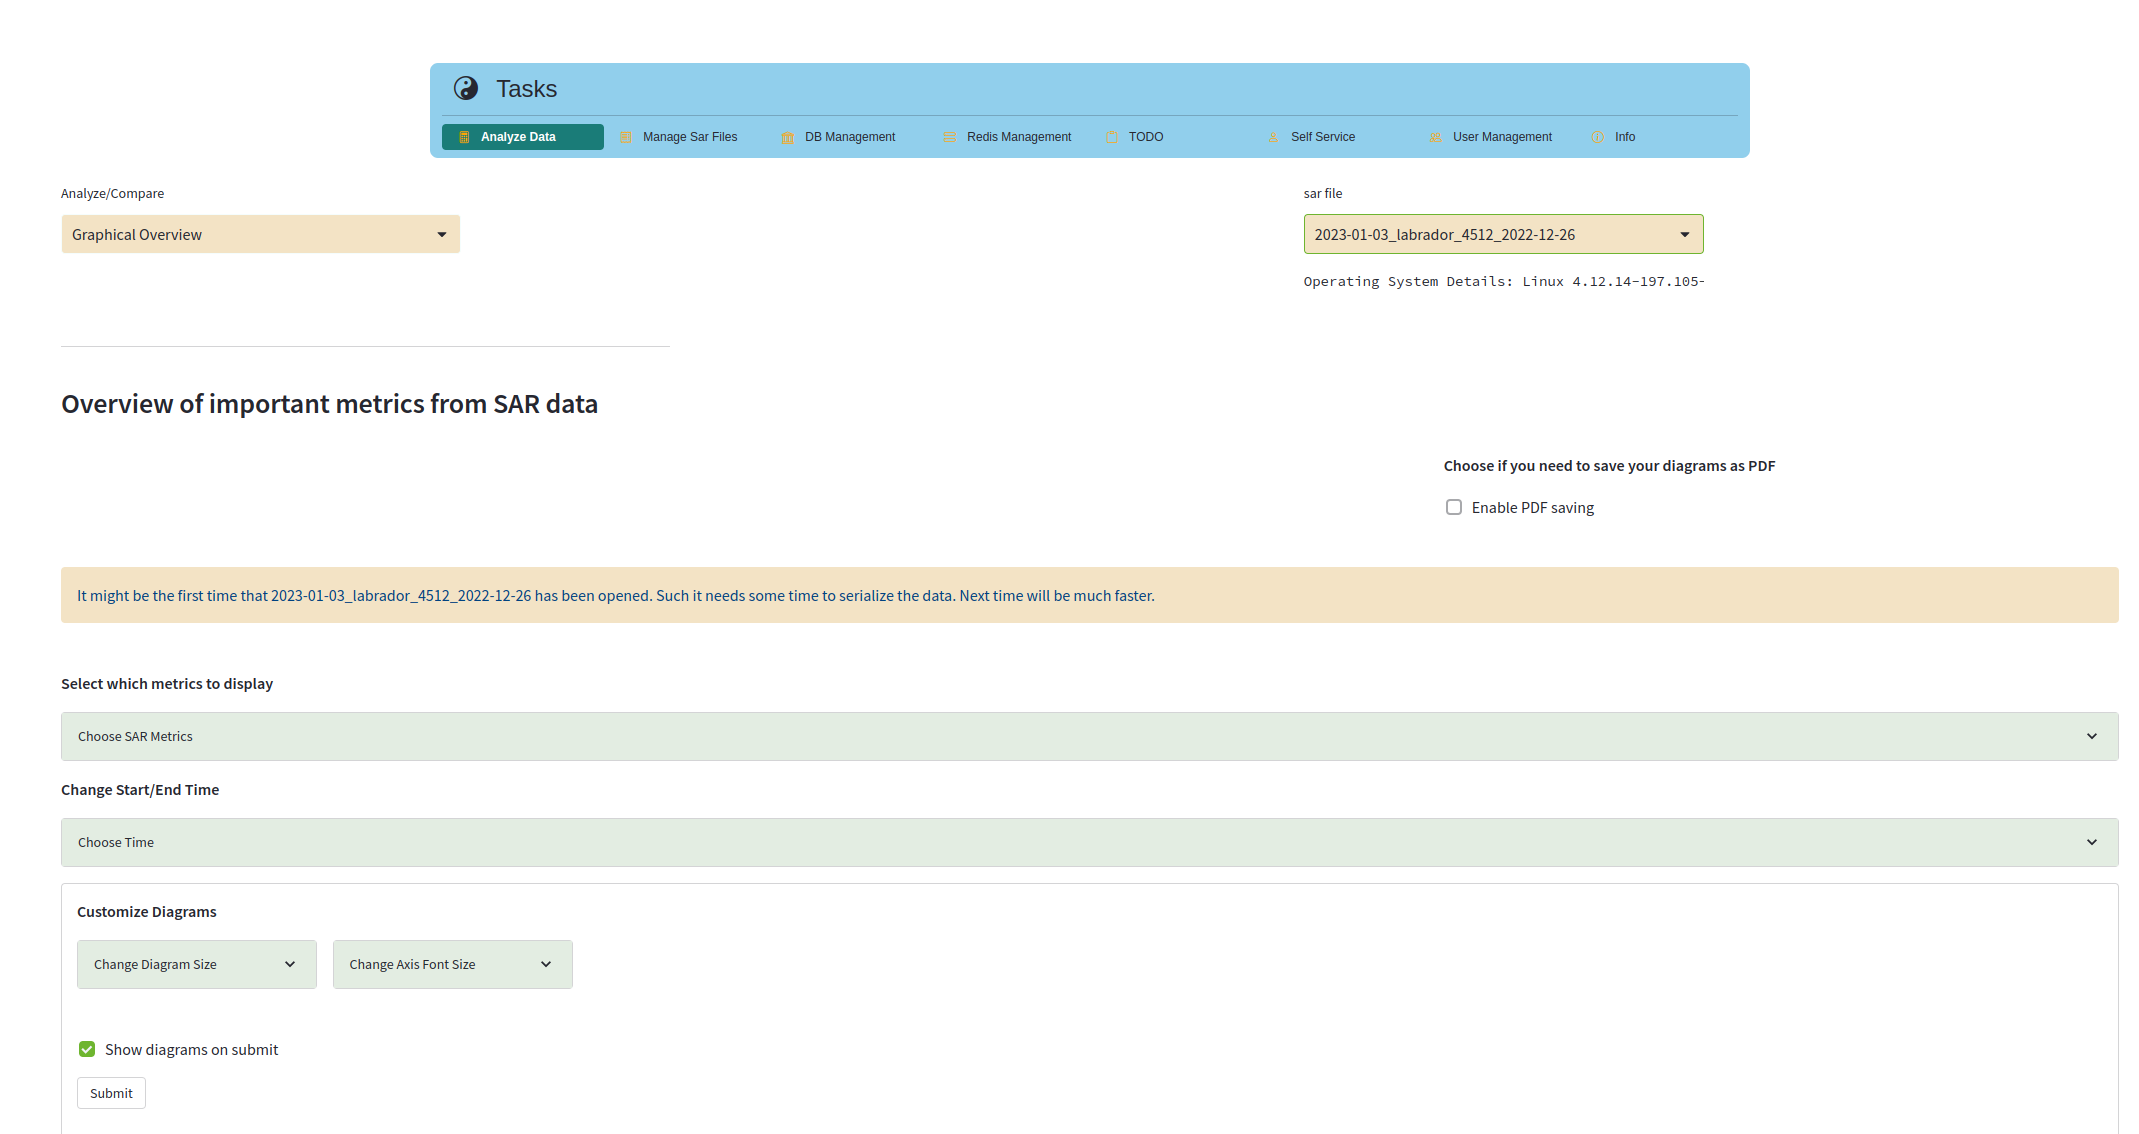 Tasks
Analyze Data
Manage Sar Files
DB Management
Redis Management
TODO
Self Service
User Management
Info
Analyze/Compare
Graphical Overview
sar file
2023-01-03_labrador_4512_2022-12-26
Operating System Details: Linux 4.12.14-197.105-
Overview of important metrics from SAR data
Choose if you need to save your diagrams as PDF
Enable PDF saving
It might be the first time that 2023-01-03_labrador_4512_2022-12-26 has been opened. Such it needs some time to serialize the data. Next time will be much faster.
Select which metrics to display
Choose SAR Metrics
Change Start/End Time
Choose Time
Customize Diagrams
Change Diagram Size
Change Axis Font Size
Show diagrams on submit
Submit